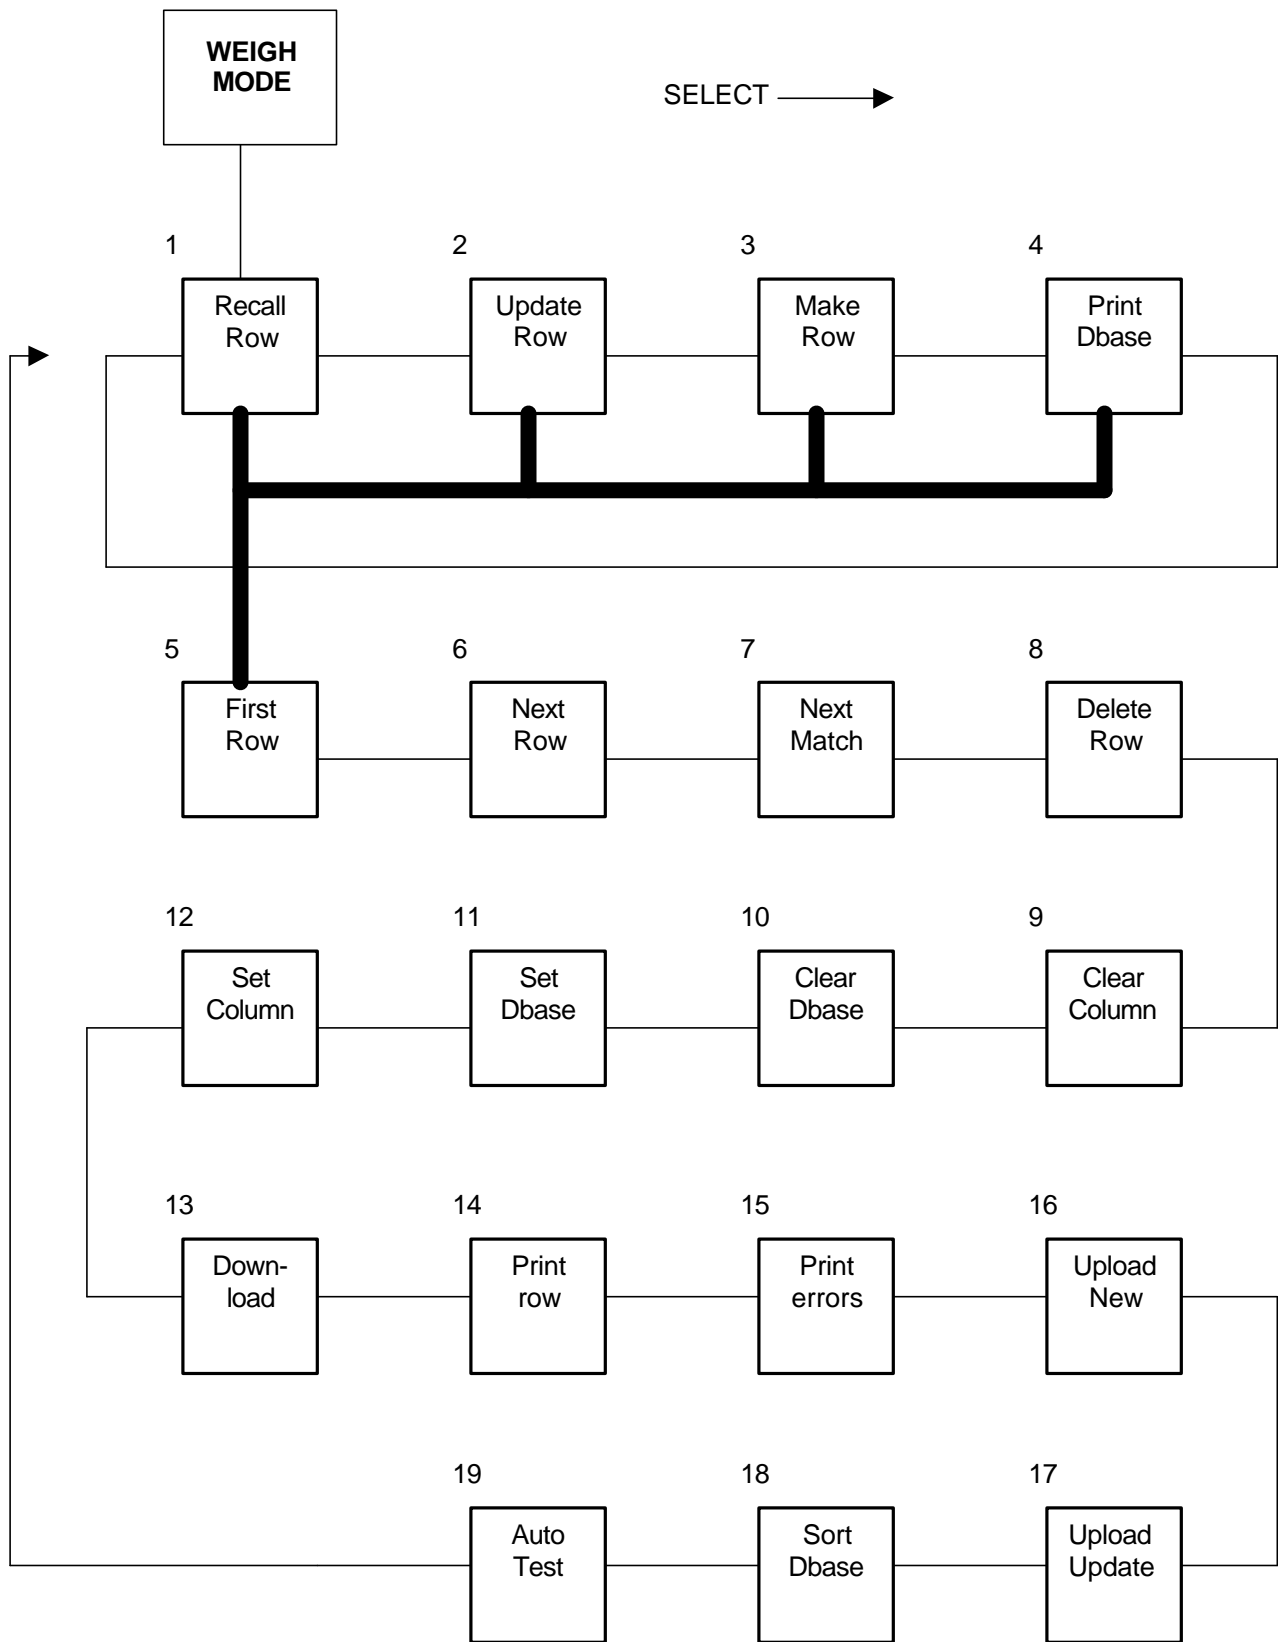 WEIGH
MODE
SELECT
1
2
3
4
Recall
Row
Update
Row
Make
Row
Print
Dbase
5
6
7
8
First
Row
Next
Row
Next
Match
Delete
Row
12
11
10
9
Set
Column
Set
Dbase
Clear
Dbase
Clear
Column
13
14
15
16
Down-
load
Print
row
Print
errors
Upload
New
19
18
17
Auto
Test
Sort
Dbase
Upload
Update